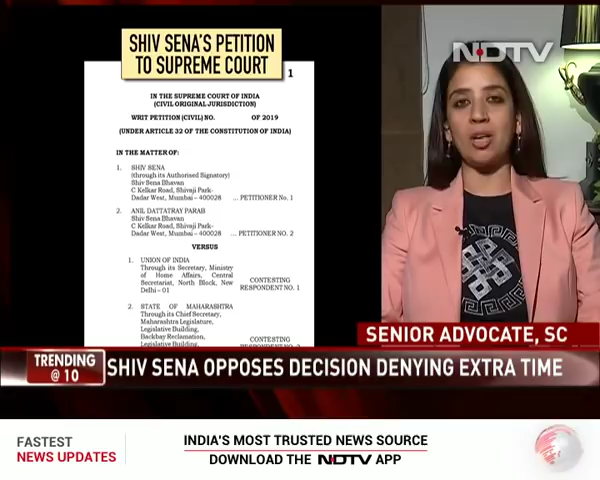 SHIV SENA'S PETITION
TO SUPREME COURT
1
IN THE SUPREME COURT OF INDIA
(CIVIL ORIGINAL JURISDICTION)
WRIT PETITION (CIVIL) NO. OF 2019
(UNDER ARTICLE 32 OF THE CONSTITUTION OF INDIA)
IN THE MATTER OF:
1. SHIV SENA
(through its Authorised Signatory)
Shiv Sena Bhavan
C Kelkar Road, Shivaji Park-
Dadar West, Mumbai – 400028 ... PETITIONER No. 1
2. ANIL DATTATRAY PARAB
Shiv Sena Bhavan
C Kelkar Road, Shivaji Park-
Dadar West, Mumbai – 400028 ... PETITIONER NO. 2
VERSUS
1. UNION OF INDIA
Through its Secretary, Ministry
of Home Affairs, Central
Secretariat, North Block, New
Delhi – 01
CONTESTING
RESPONDENT NO. 1
2. STATE OF MAHARASHTRA
Through its Chief Secretary,
Maharashtra Legislature,
Legislative Building,
Backbay Reclamation,
Legislative Building,
CONTESTING
RESPONDENT NO. 2
NDTV
SENIOR ADVOCATE, SC
TRENDING
@ 10
SHIV SENA OPPOSES DECISION DENYING EXTRA TIME
FASTEST
NEWS UPDATES
INDIA'S MOST TRUSTED NEWS SOURCE
DOWNLOAD THE NDTV APP